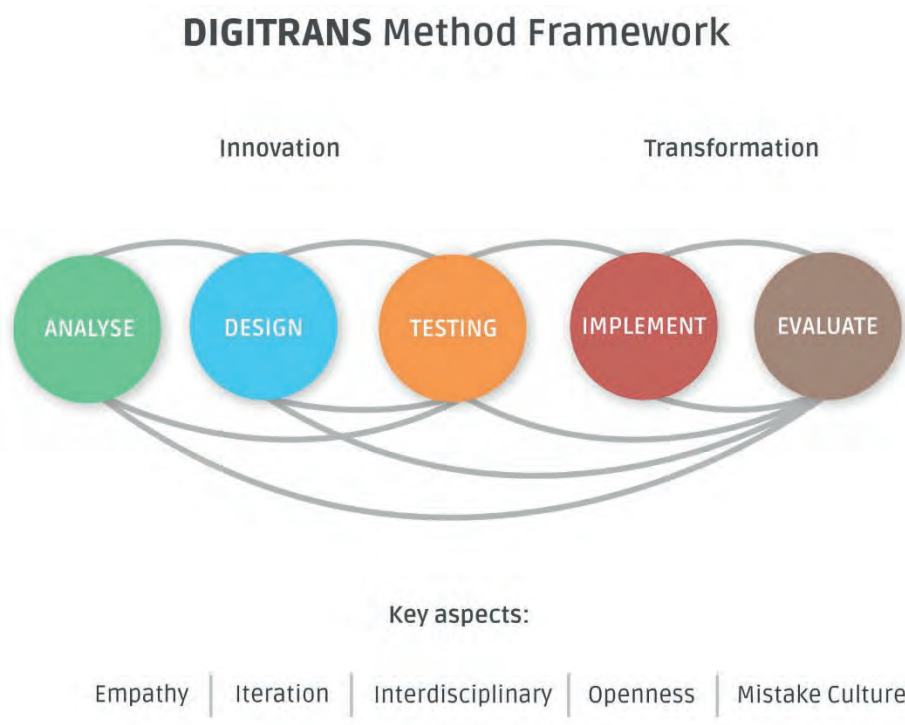 DIGITRANS Method Framework
Innovation
Transformation
ANALYSE
DESIGN
TESTING
IMPLEMENT
EVALUATE
Key aspects:
Empathy
Iteration
Interdisciplinary
Openness
Mistake Culture